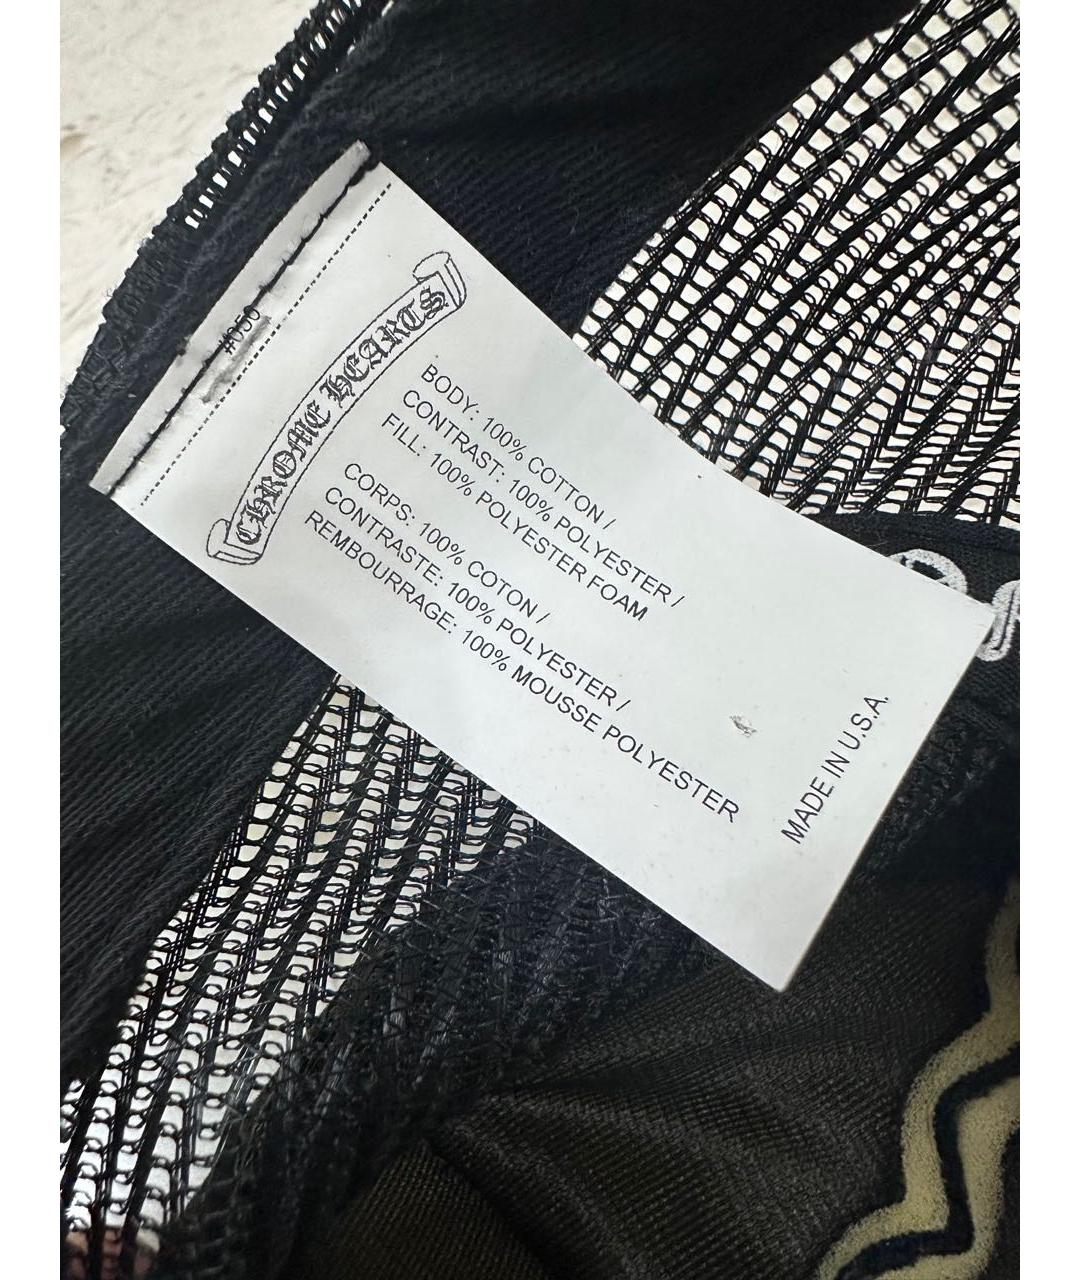 #050
CHROME HEARTS
BODY: 100% COTTON /
CONTRAST: 100% POLYESTER /
FILL: 100% POLYESTER FOAM
CORPS: 100% COTON /
CONTRASTE: 100% POLYESTER /
REMBOURRAGE: 100% MOUSSE POLYESTER
MADE IN U.S.A.